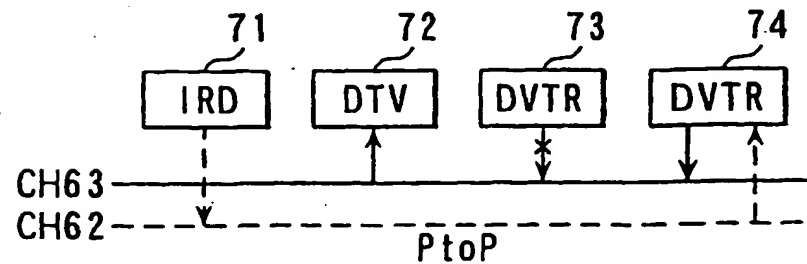 71 72 73 74
IRD DTV DVTR DVTR
CH63
CH62
PtoP